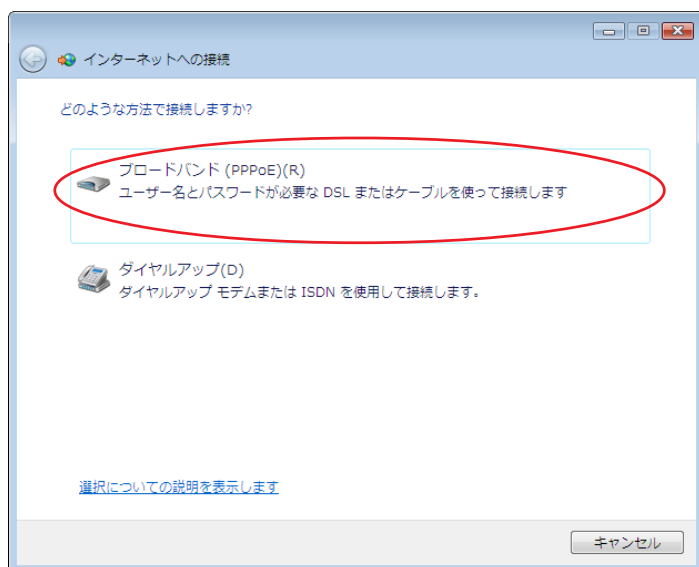 インターネットへの接続
どのような方法で接続しますか?
ブロードバンド (PPPoE)(R)
ユーザー名とパスワードが必要な DSL またはケーブルを使って接続します
ダイヤルアップ(D)
ダイヤルアップ モデムまたは ISDN を使用して接続します。
選択についての説明を表示します
キャンセル